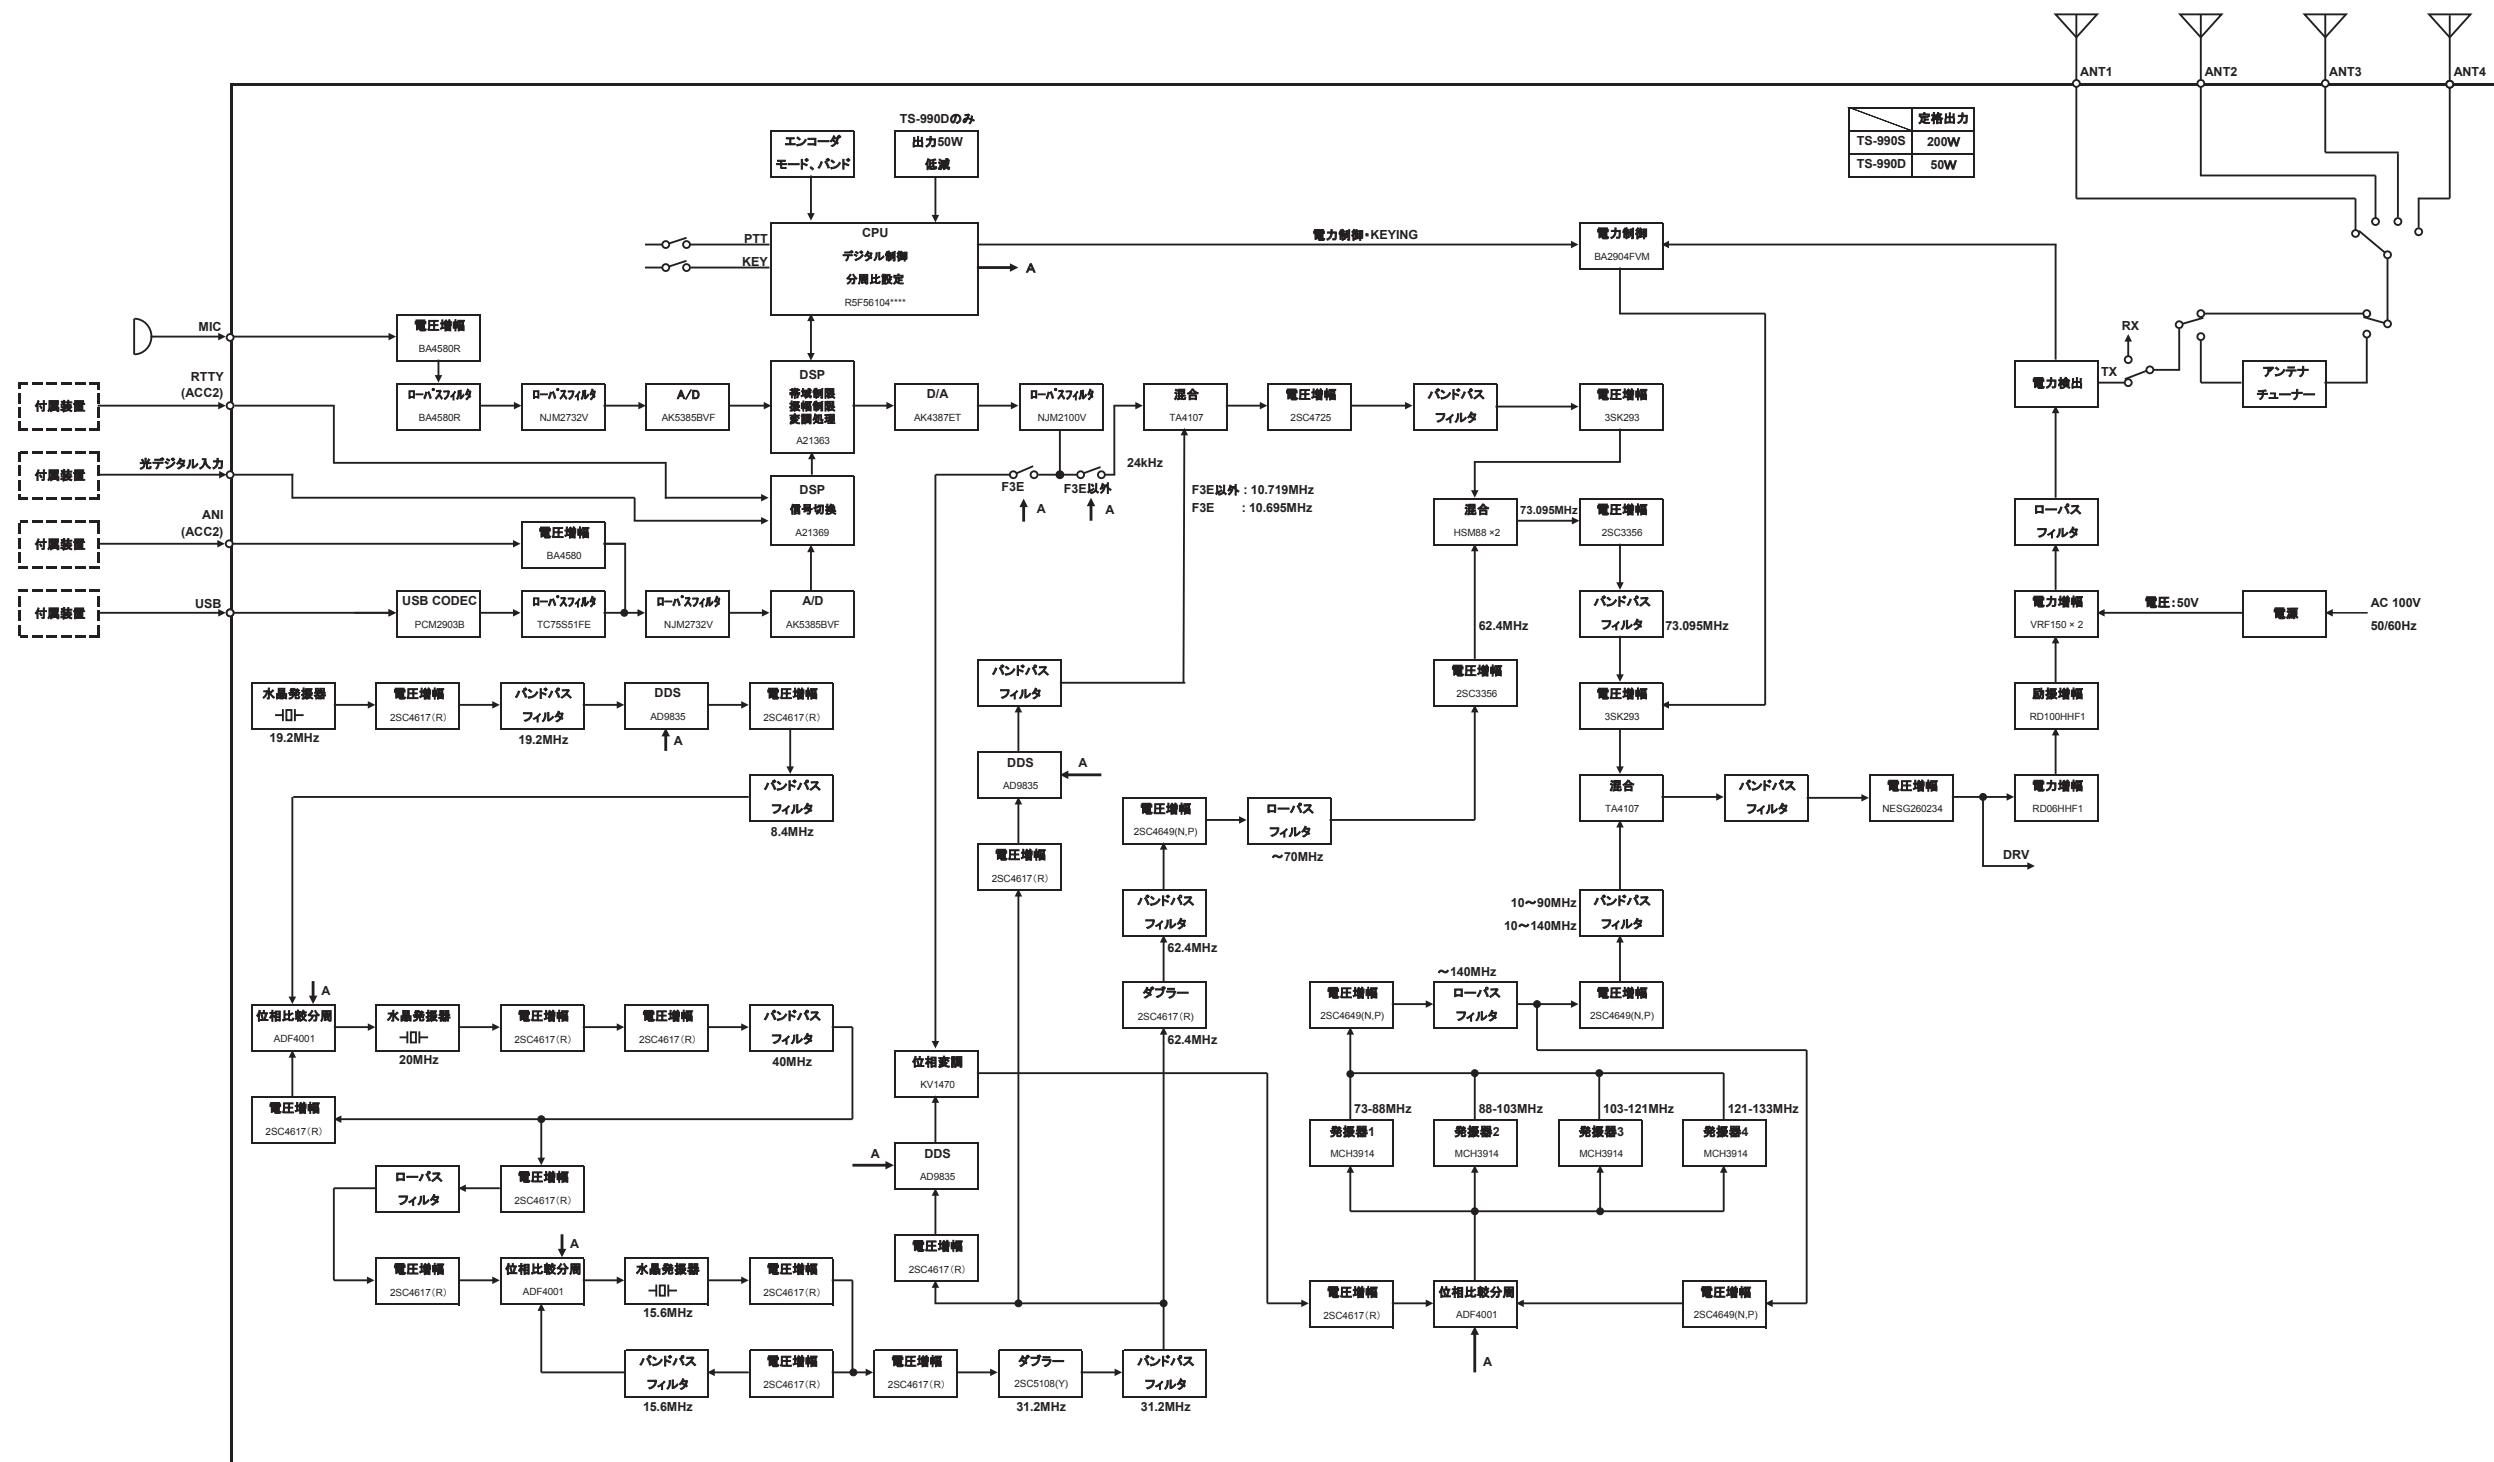 ANT1
ANT2
ANT3
ANT4
定格出力
TS-990S
200W
TS-990D
50W
TS-990Dのみ
エンコーダ
モード、バンド
出力50W
低減
CPU
デジタル制御
分周比設定
R5F56104****
PTT
KEY
A
電力制御・KEYING
電力制御
BA2904FVM
MIC
電圧増幅
BA4580R
RTTY
(ACC2)
付属装置
ローパスフィルタ
BA4580R
ローパスフィルタ
NJM2732V
A/D
AK5385BVF
DSP
帯域制限
振幅制限
変調処理
A21363
D/A
AK4387ET
ローパスフィルタ
NJM2100V
混合
TA4107
電圧増幅
2SC4725
バンドパス
フィルタ
電圧増幅
3SK293
電力検出
TX
RX
アンテナ
チューナー
付属装置
光デジタル入力
DSP
信号切換
A21369
F3E
A
F3E以外
A
24kHz
F3E以外 : 10.719MHz
F3E : 10.695MHz
混合
HSM88 ×2
73.095MHz
電圧増幅
2SC3356
ローパス
フィルタ
付属装置
ANI
(ACC2)
電圧増幅
BA4580
付属装置
USB
USB CODEC
PCM2903B
ローパスフィルタ
TC75S51FE
ローパスフィルタ
NJM2732V
A/D
AK5385BVF
62.4MHz
バンドパス
フィルタ
73.095MHz
電力増幅
VRF150 × 2
電圧:50V
電源
AC 100V
50/60Hz
水晶発振器
19.2MHz
電圧増幅
2SC4617(R)
バンドパス
フィルタ
19.2MHz
DDS
AD9835
A
電圧増幅
2SC4617(R)
バンドパス
フィルタ
電圧増幅
2SC3356
電圧増幅
3SK293
励振増幅
RD100HHF1
バンドパス
フィルタ
8.4MHz
DDS
AD9835
A
電圧増幅
2SC4649(N,P)
ローパス
フィルタ
～70MHz
混合
TA4107
バンドパス
フィルタ
電圧増幅
NESG260234
電力増幅
RD06HHF1
DRV
電圧増幅
2SC4617(R)
バンドパス
フィルタ
62.4MHz
10～90MHz
10～140MHz
バンドパス
フィルタ
A
位相比較分周
ADF4001
水晶発振器
20MHz
電圧増幅
2SC4617(R)
電圧増幅
2SC4617(R)
バンドパス
フィルタ
40MHz
ダブラー
2SC4617(R)
62.4MHz
電圧増幅
2SC4649(N,P)
～140MHz
ローパス
フィルタ
電圧増幅
2SC4649(N,P)
位相変調
KV1470
電圧増幅
2SC4617(R)
73-88MHz
発振器1
MCH3914
88-103MHz
発振器2
MCH3914
103-121MHz
発振器3
MCH3914
121-133MHz
発振器4
MCH3914
ローパス
フィルタ
電圧増幅
2SC4617(R)
A
DDS
AD9835
電圧増幅
2SC4617(R)
電圧増幅
2SC4617(R)
A
位相比較分周
ADF4001
水晶発振器
15.6MHz
電圧増幅
2SC4617(R)
電圧増幅
2SC4617(R)
位相比較分周
ADF4001
A
電圧増幅
2SC4649(N,P)
バンドパス
フィルタ
15.6MHz
電圧増幅
2SC4617(R)
電圧増幅
2SC4617(R)
ダブラー
2SC5108(Y)
31.2MHz
バンドパス
フィルタ
31.2MHz